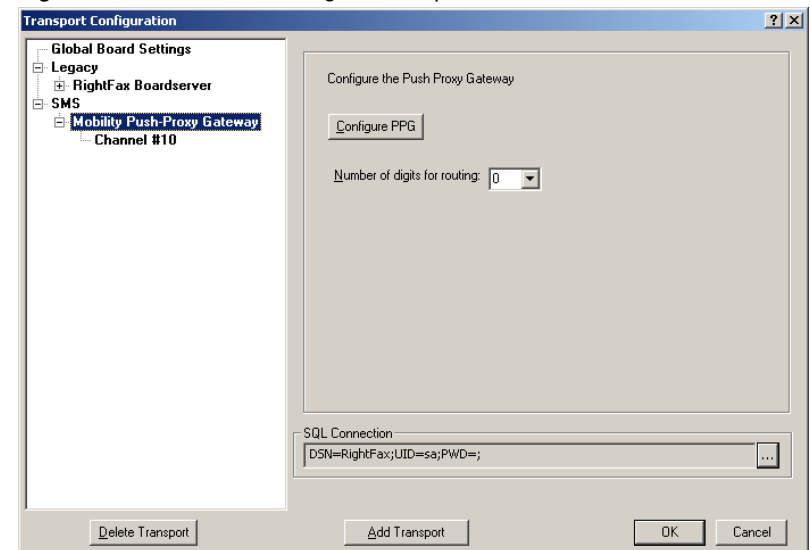 Transport Configuration
Global Board Settings
Legacy
RightFax Boardserver
SMS
Mobility Push-Proxy Gateway
Channel #10
Configure the Push Proxy Gateway
Configure PPG
Number of digits for routing: 0
SQL Connection
DSN=RightFax;UID=sa;PWD=;
...
Delete Transport
Add Transport
OK
Cancel